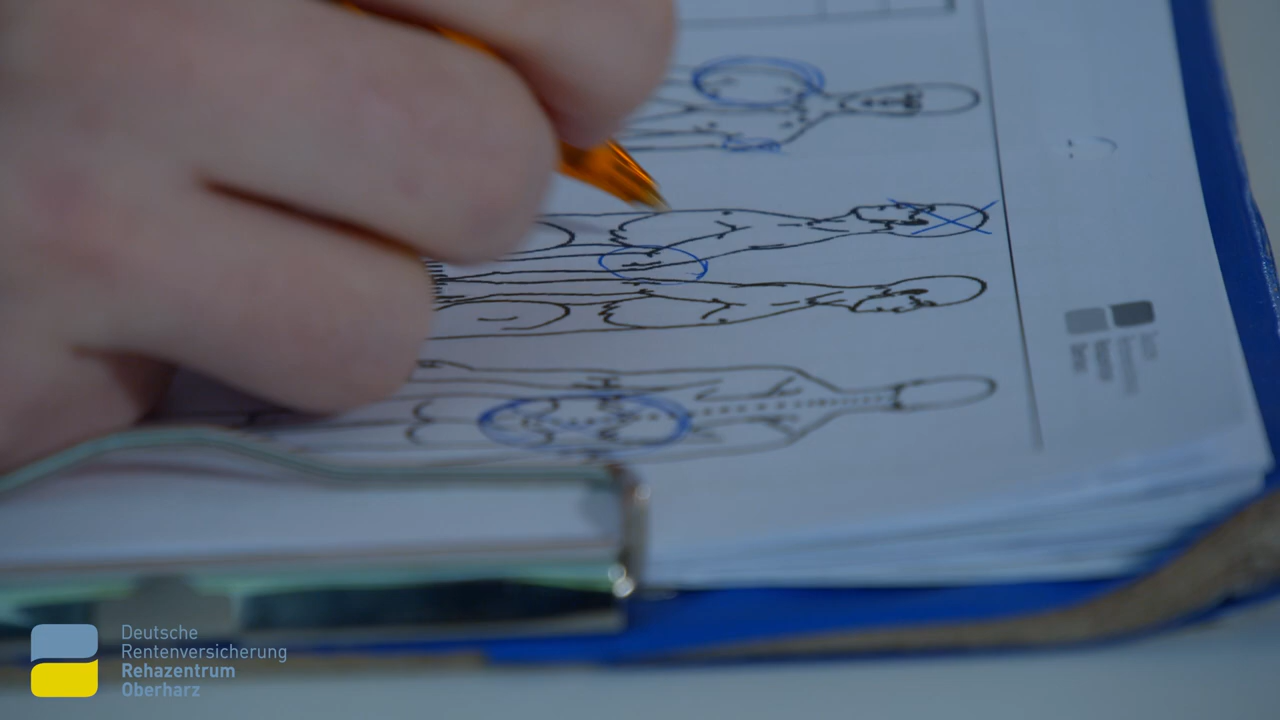 Deutsche
Rentenversicherung
Rehazentrum
Oberharz